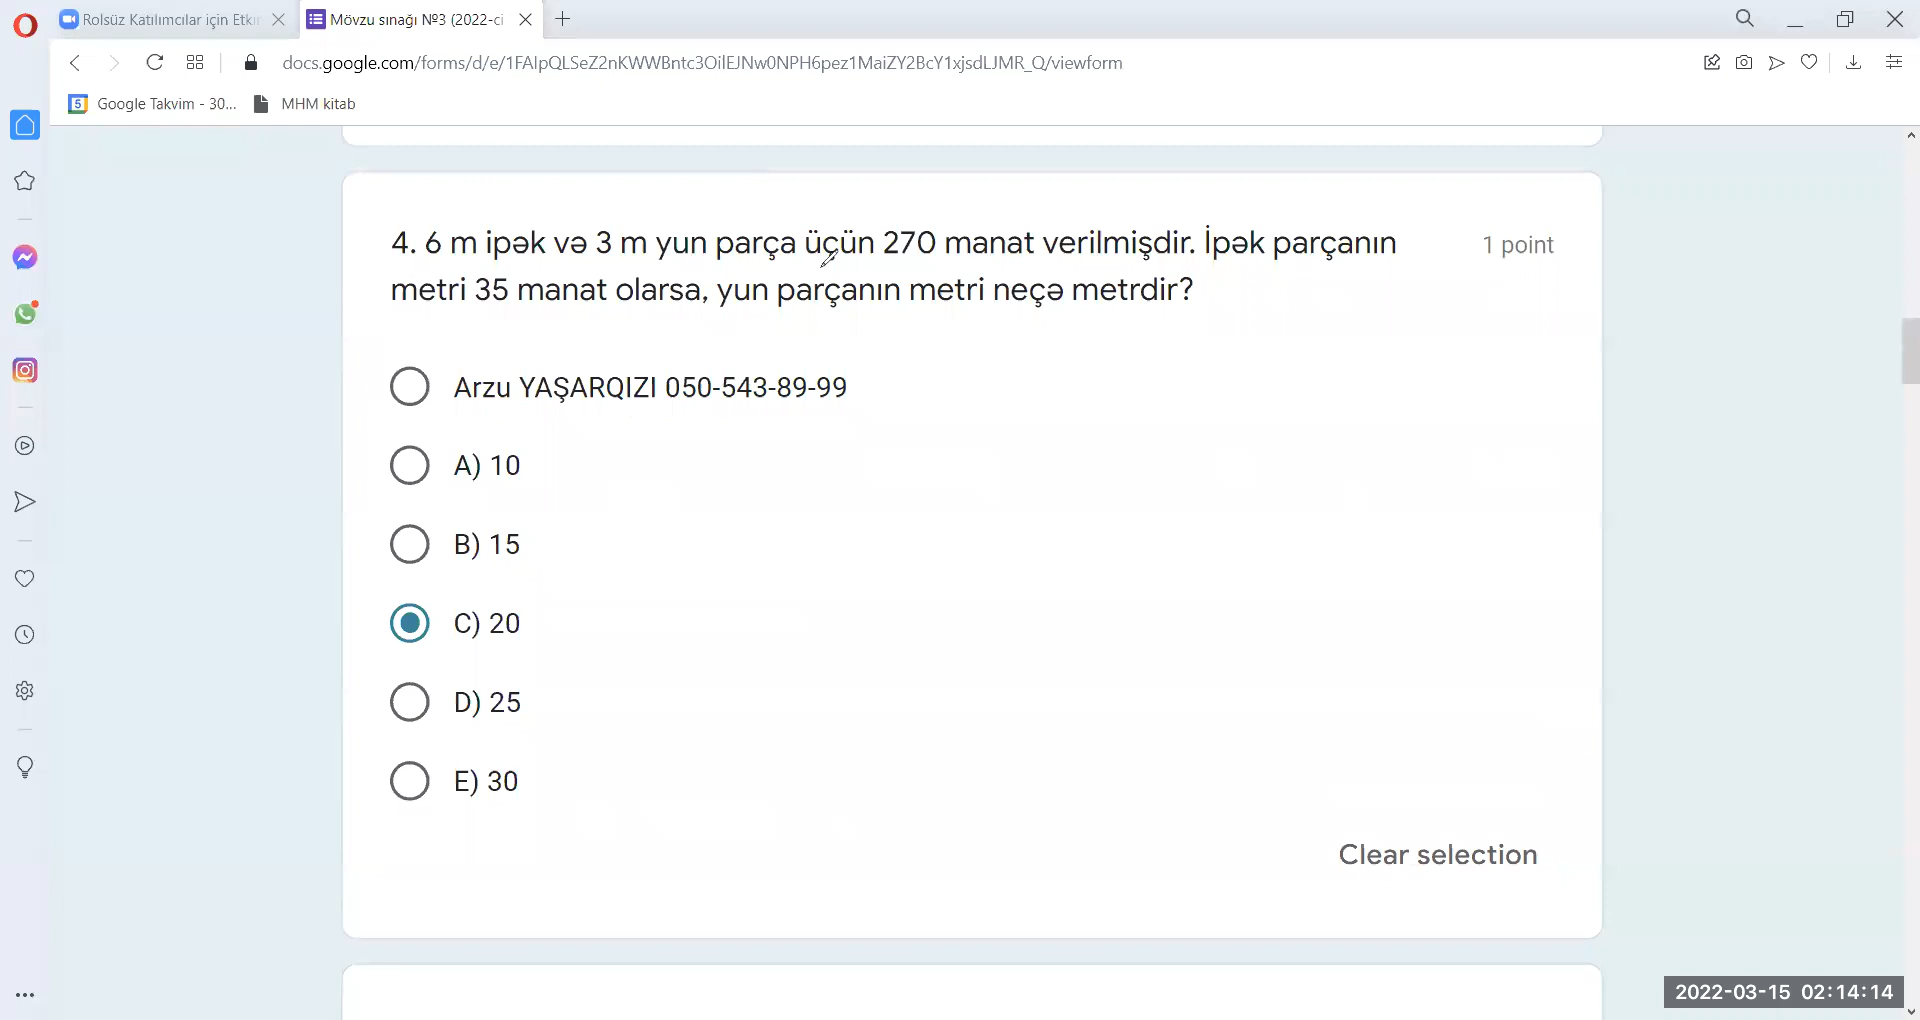 Rolsüz Katılımcılar için Etkin
Mövzu sınağı №3 (2022-ci
docs.google.com/forms/d/e/1FAIpQLSeZ2nKWWBntc3OilEJNw0NPH6pez1MaiZY2BcY1xjsdLJMR_Q/viewform
5 Google Takvim - 30...
MHM kitab
4. 6 m ipək və 3 m yun parça üçün 270 manat verilmişdir. İpək parçanın
1 point
metri 35 manat olarsa, yun parçanın metri neçə metrdir?
Arzu YAŞARQIZI 050-543-89-99
A) 10
B) 15
C) 20
D) 25
E) 30
Clear selection
2022-03-15 02:14:14